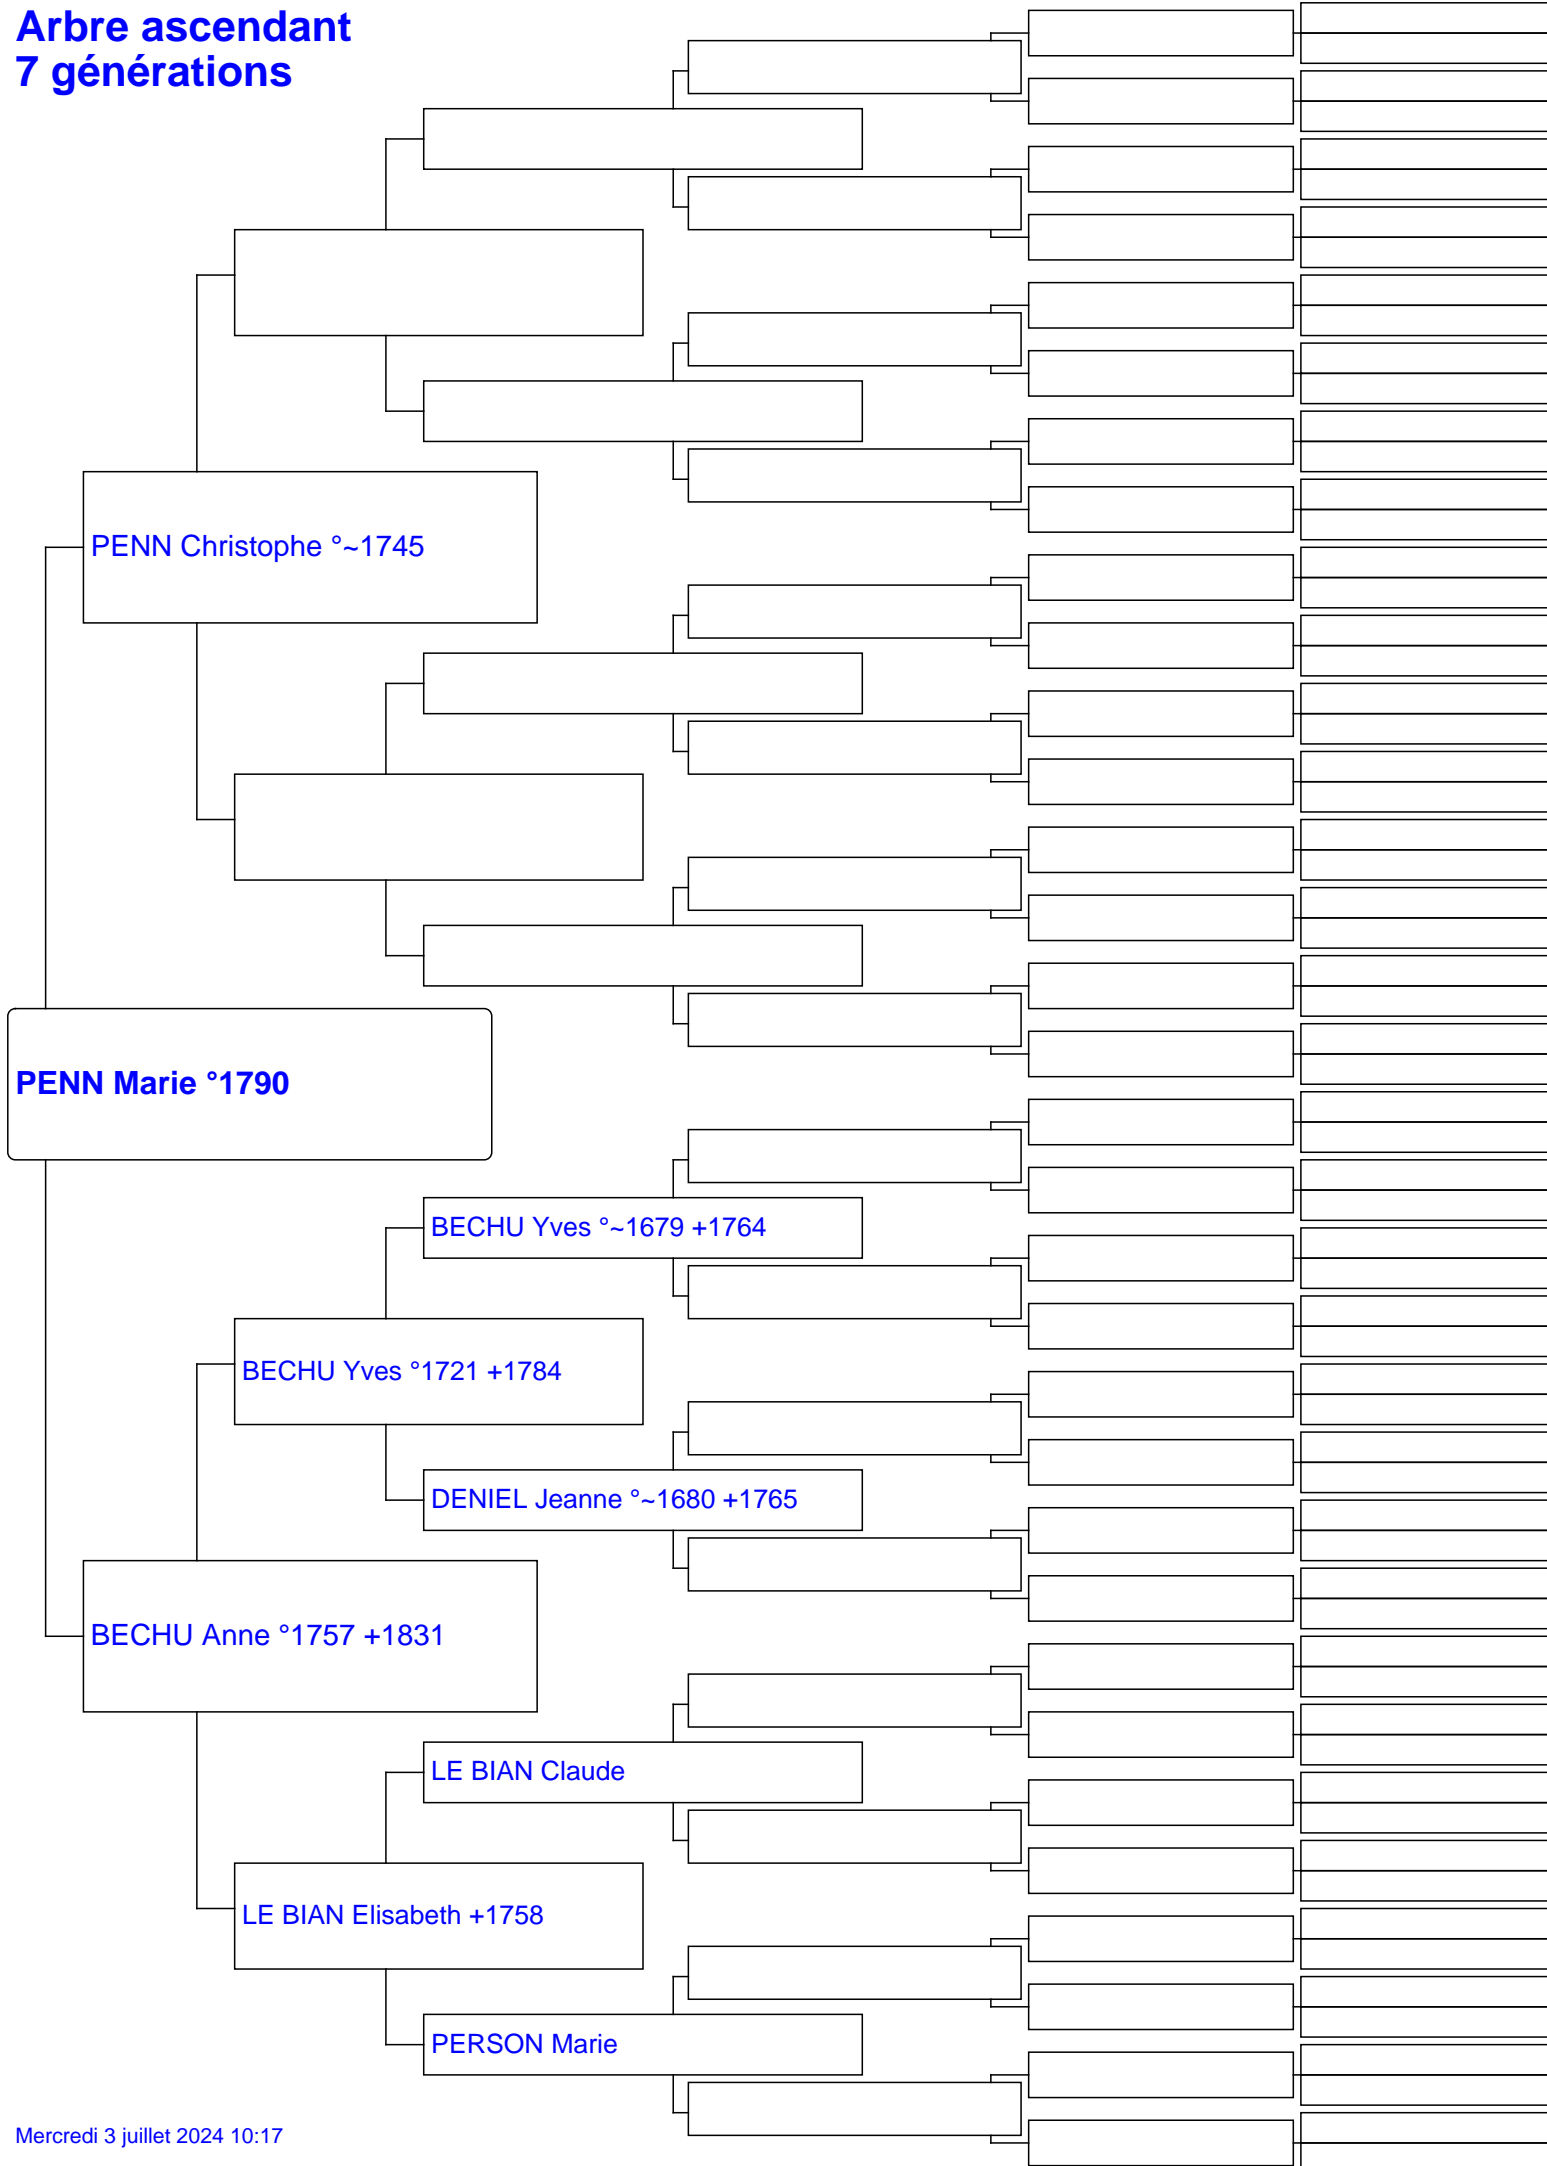 Arbre ascendant
7 générations
PENN Christophe °~1745
PENN Marie °1790
BECHU Yves °~1679 +1764
BECHU Yves °1721 +1784
DENIEL Jeanne °~1680 +1765
BECHU Anne °1757 +1831
LE BIAN Claude
LE BIAN Elisabeth +1758
PERSON Marie
Mercredi 3 juillet 2024 10:17